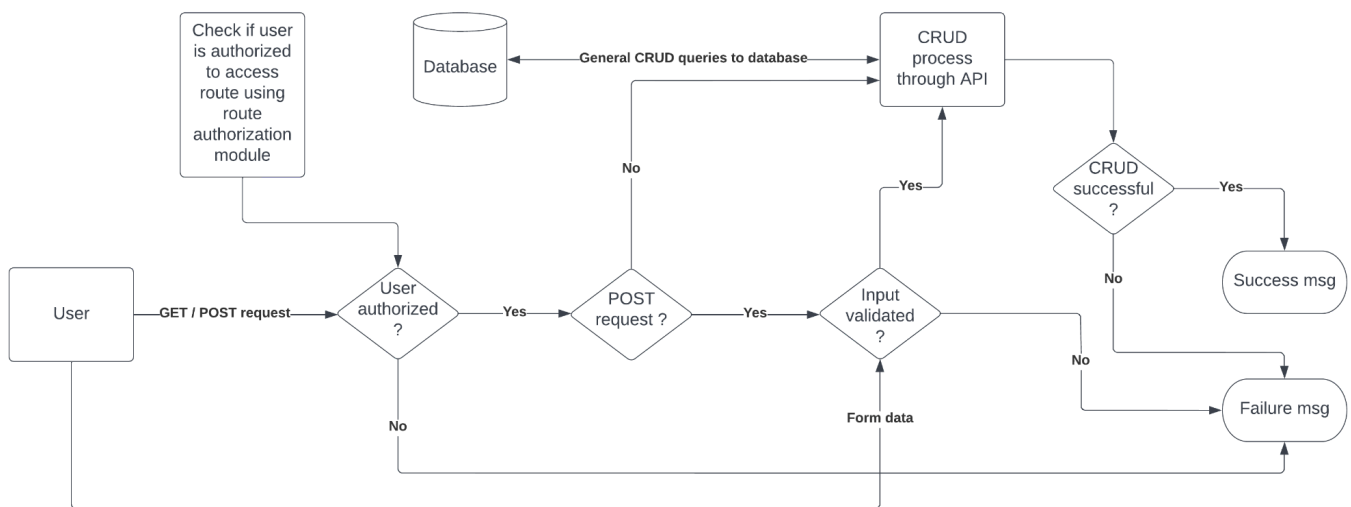 Check if user
is authorized
to access
route using
route
authorization
module
Database
General CRUD queries to database
CRUD
process
through API
No
Yes
CRUD
successful
?
Yes
No
Success msg
User
GET / POST request
User
authorized
?
Yes
POST
request ?
Yes
Input
validated
?
No
Failure msg
No
Form data